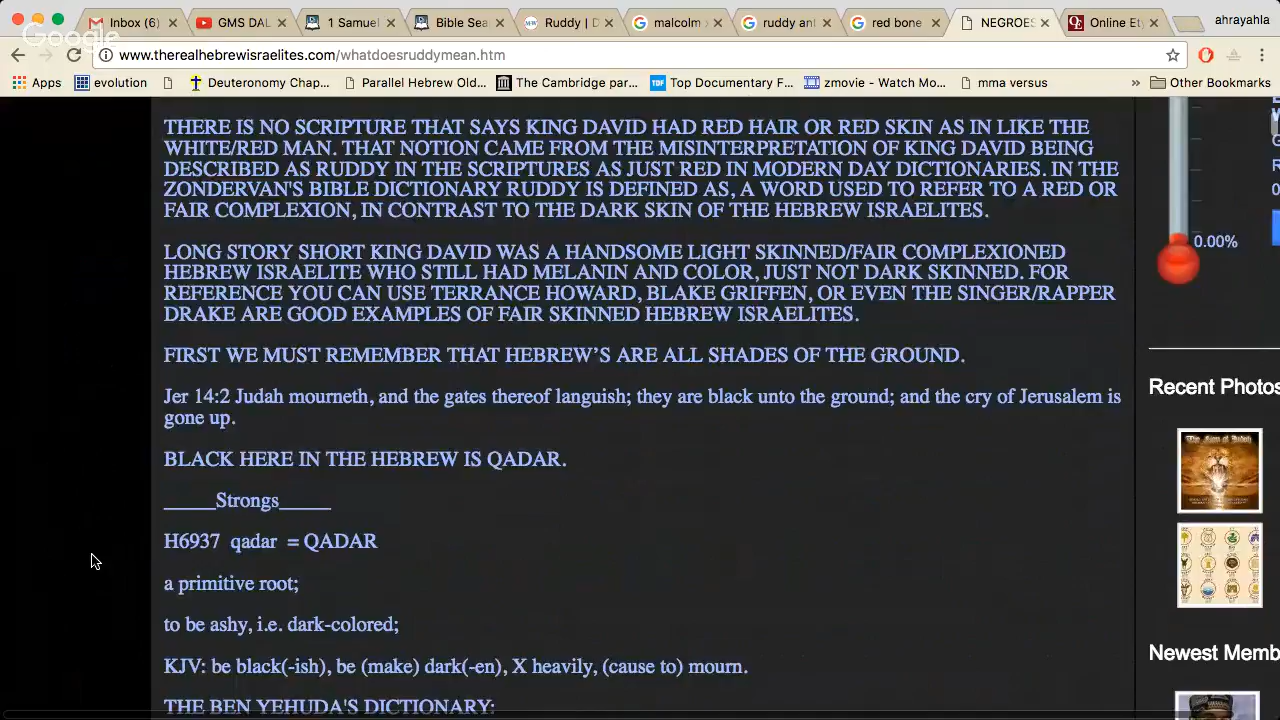 Inbox (6)
GMS DAL
1 Samuel
Bible Sea
Ruddy | D
malcolm x
ruddy ant
red bone
NEGROES
Online Ety
ahrayahla
Google
www.therealhebrewisraelites.com/whatdoesruddymean.htm
Apps
evolution
Deuteronomy Chap...
Parallel Hebrew Old...
The Cambridge par...
TDF
Top Documentary F...
zmovie - Watch Mo...
mma versus
»
Other Bookmarks
THERE IS NO SCRIPTURE THAT SAYS KING DAVID HAD RED HAIR OR RED SKIN AS IN LIKE THE
WHITE/RED MAN. THAT NOTION CAME FROM THE MISINTERPRETATION OF KING DAVID BEING
DESCRIBED AS RUDDY IN THE SCRIPTURES AS JUST RED IN MODERN DAY DICTIONARIES. IN THE
ZONDERVAN'S BIBLE DICTIONARY RUDDY IS DEFINED AS, A WORD USED TO REFER TO A RED OR
FAIR COMPLEXION, IN CONTRAST TO THE DARK SKIN OF THE HEBREW ISRAELITES.
LONG STORY SHORT KING DAVID WAS A HANDSOME LIGHT SKINNED/FAIR COMPLEXIONED
HEBREW ISRAELITE WHO STILL HAD MELANIN AND COLOR, JUST NOT DARK SKINNED. FOR
REFERENCE YOU CAN USE TERRANCE HOWARD, BLAKE GRIFFEN, OR EVEN THE SINGER/RAPPER
DRAKE ARE GOOD EXAMPLES OF FAIR SKINNED HEBREW ISRAELITES.
FIRST WE MUST REMEMBER THAT HEBREW'S ARE ALL SHADES OF THE GROUND.
Jer 14:2 Judah mourneth, and the gates thereof languish; they are black unto the ground; and the cry of Jerusalem is
gone up.
BLACK HERE IN THE HEBREW IS QADAR.
_____Strongs_____
H6937 qadar = QADAR
a primitive root;
to be ashy, i.e. dark-colored;
KJV: be black(-ish), be (make) dark(-en), X heavily, (cause to) mourn.
THE BEN YEHUDA'S DICTIONARY:
0.00%
Recent Photos
The Lion of Judah
Newest Memb